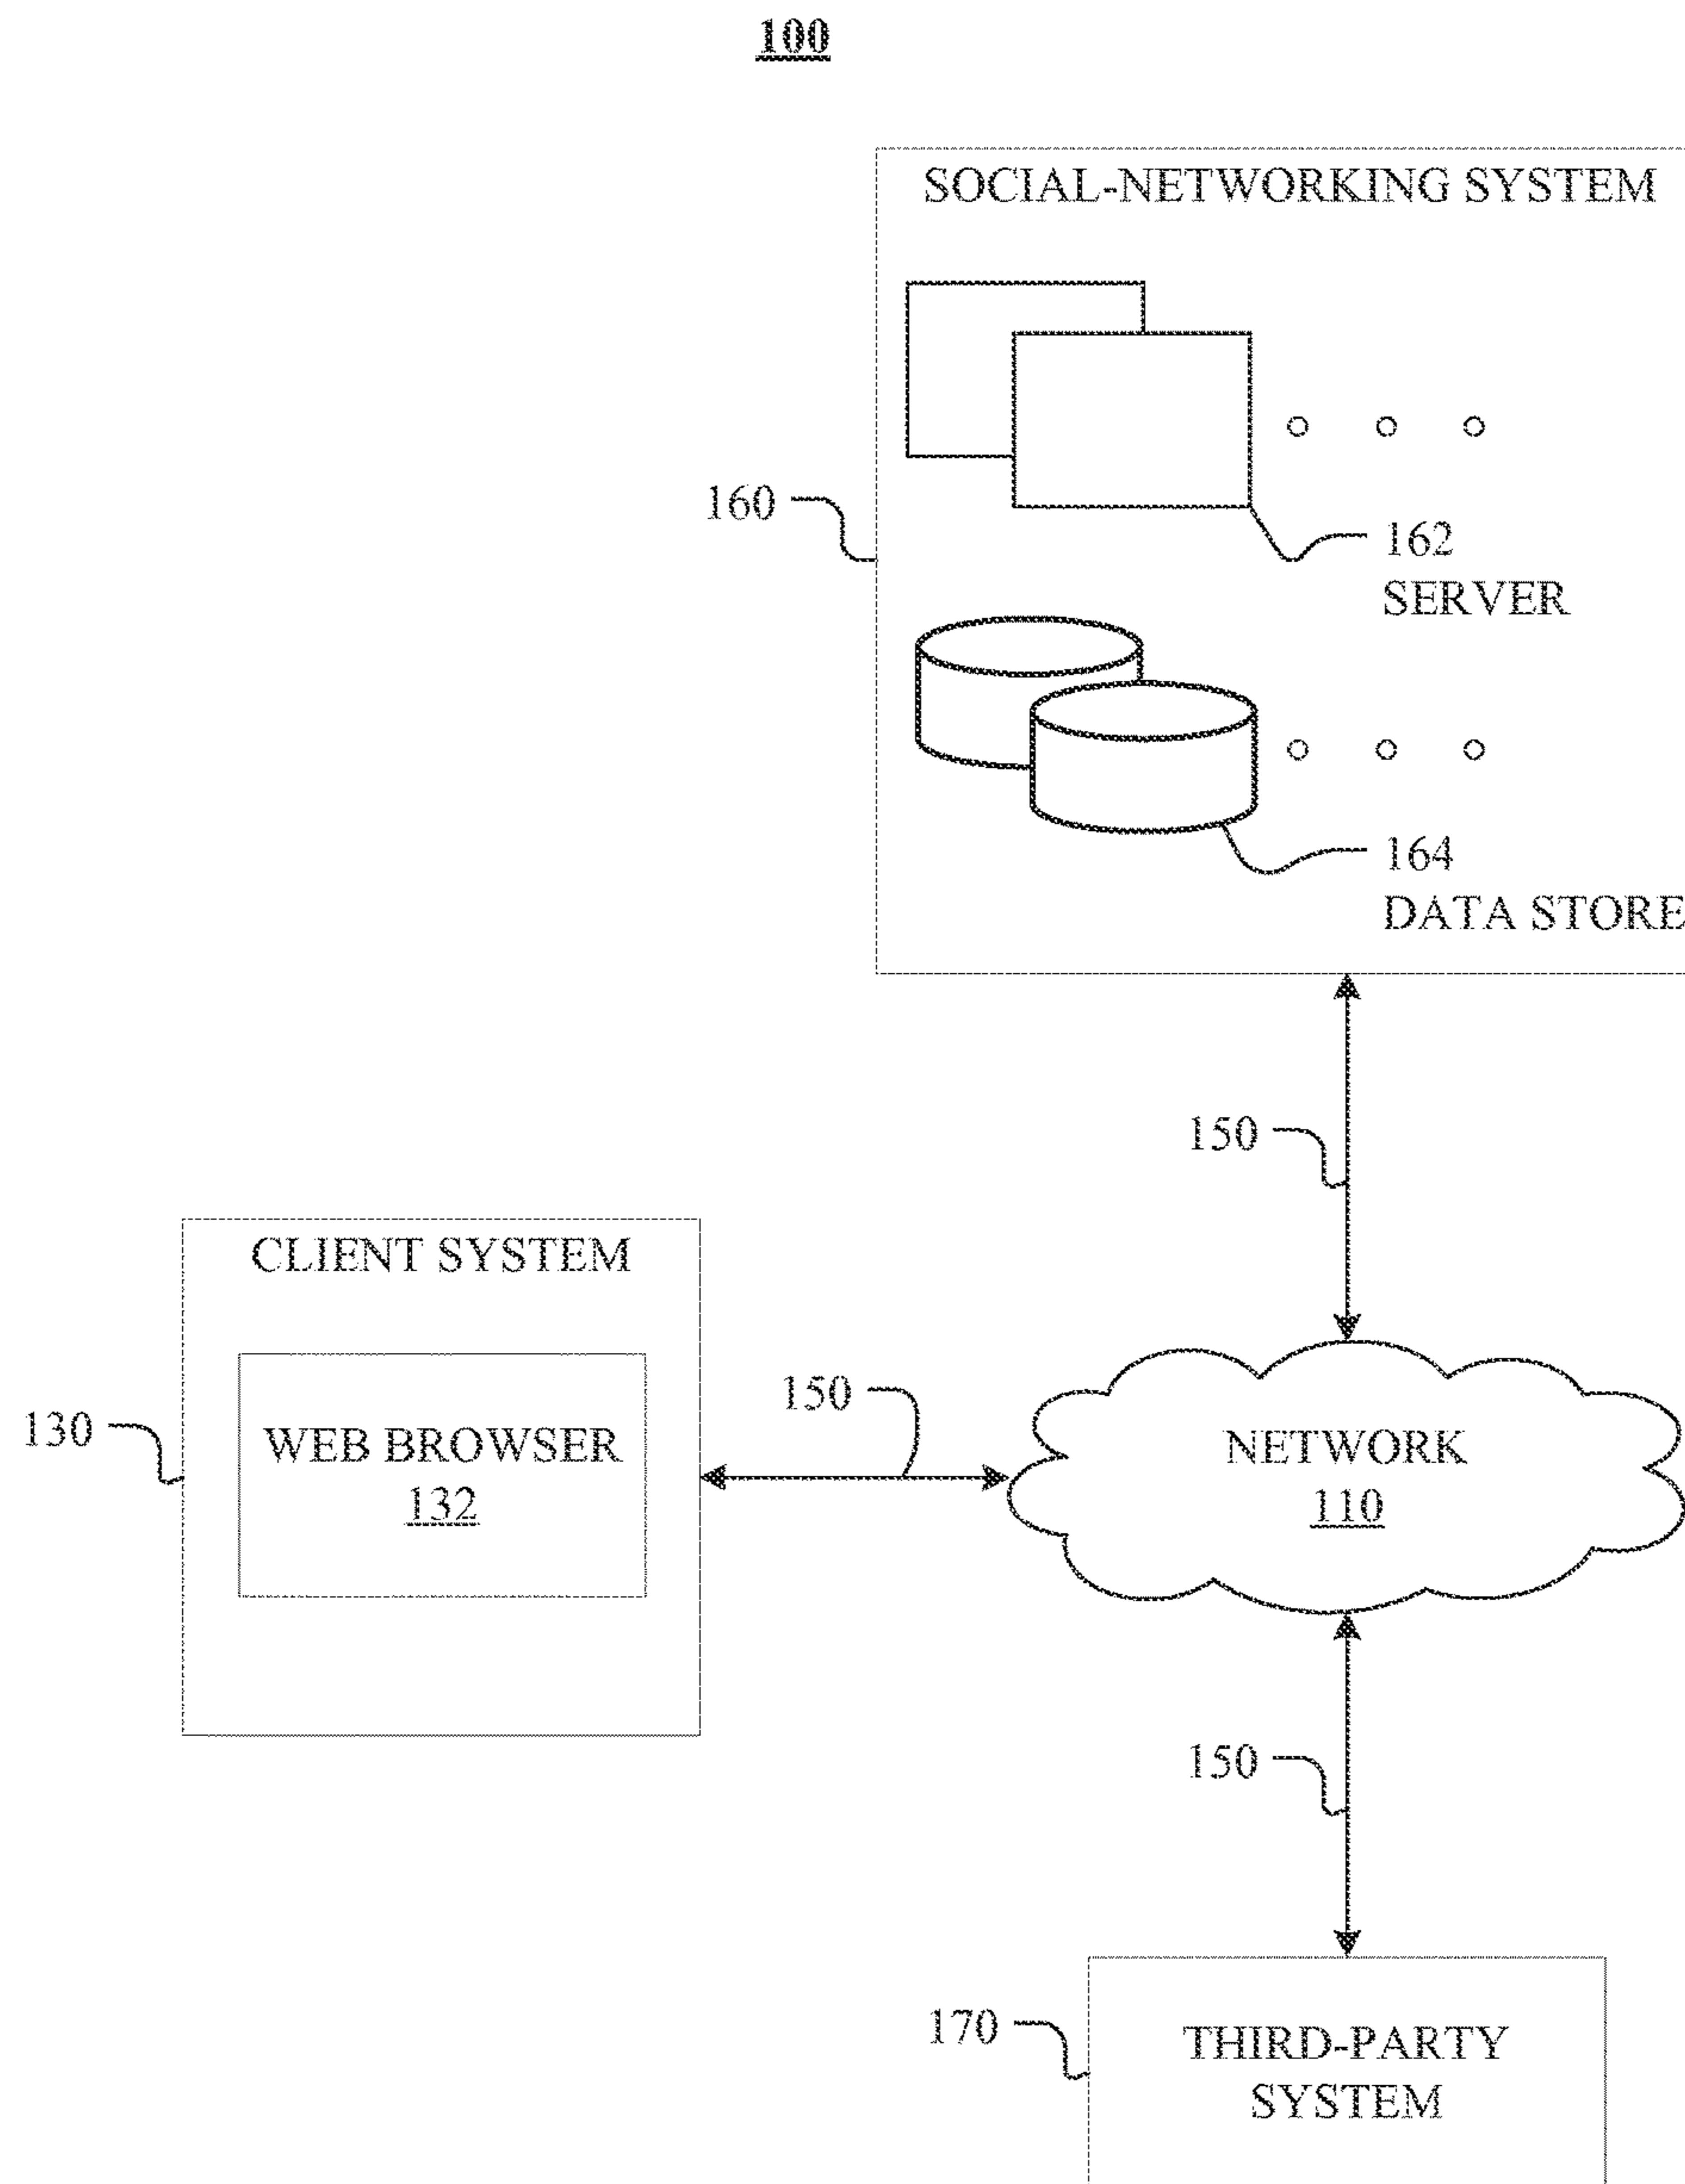 100
SOCIAL-NETWORKING SYSTEM
160
162
SERVER
164
DATA STORE
150
CLIENT SYSTEM
130
WEB BROWSER
132
150
NETWORK
110
150
170
THIRD-PARTY
SYSTEM